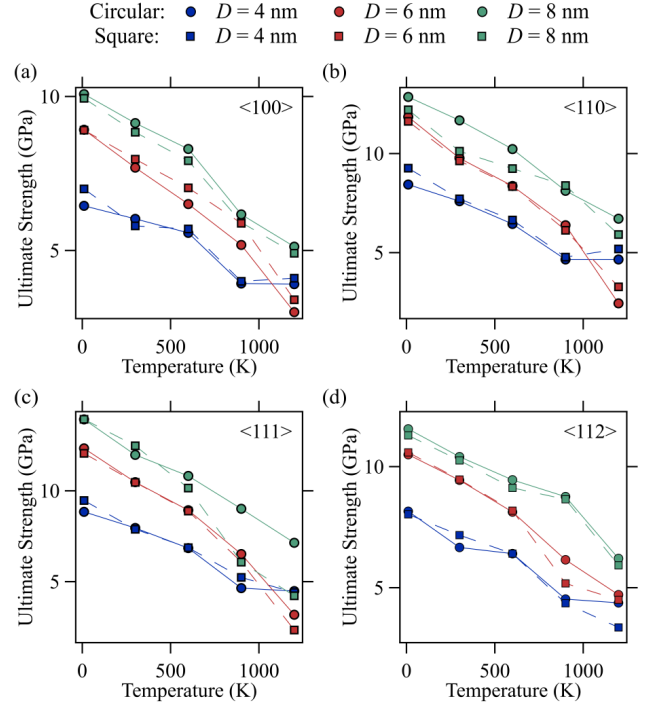 Circular: D = 4 nm D = 6 nm D = 8 nm
Square: D = 4 nm D = 6 nm D = 8 nm
(a) (b)
<100> <110>
10 10
5 5
Ultimate Strength (GPa) Ultimate Strength (GPa)
0 500 1000 0 500 1000
Temperature (K) Temperature (K)
(c) (d)
<111> <112>
10 10
5 5
Ultimate Strength (GPa) Ultimate Strength (GPa)
0 500 1000 0 500 1000
Temperature (K) Temperature (K)